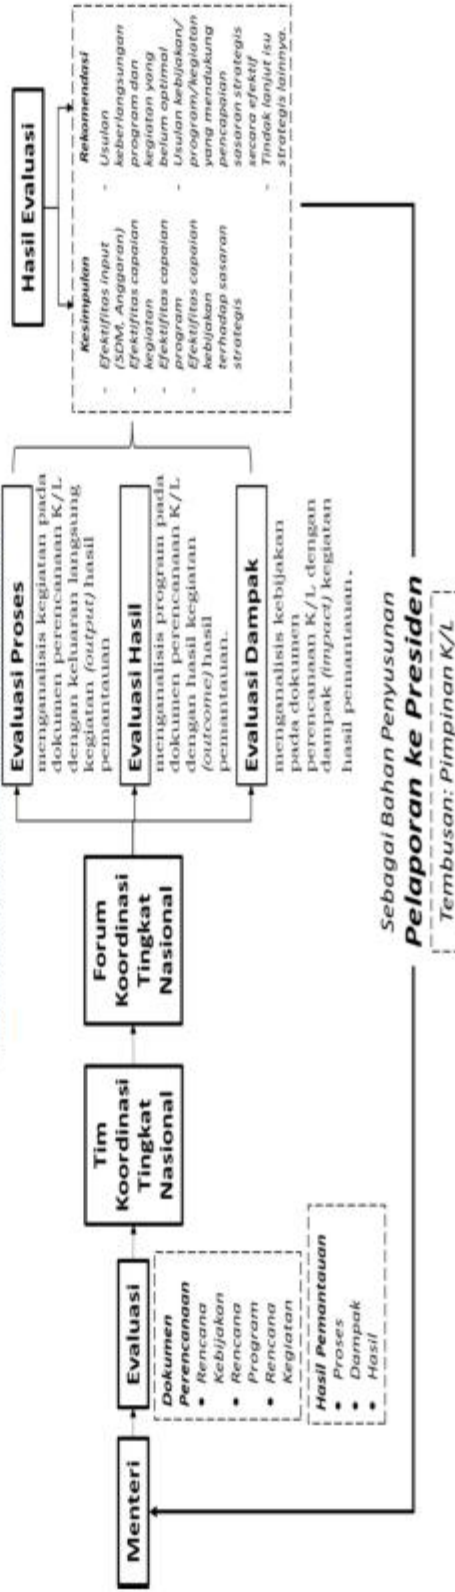 Menteri
Evaluasi
Dokumen
Perencanaan
• Rencana
Kebijakan
• Rencana
Program
• Rencana
Kegiatan
Hasil Pemantauan
• Proses
• Dampak
• Hasil
Tim
Koordinasi
Tingkat
Nasional
Forum
Koordinasi
Tingkat
Nasional
Evaluasi Proses
menganalisis kegiatan pada
dokumen perencanaan K/L
dengan keluaran langsung
kegiatan (output) hasil
pemantauan
Evaluasi Hasil
menganalisis program pada
dokumen perencanaan K/L
dengan hasil kegiatan
(outcome) hasil
pemantauan.
Evaluasi Dampak
menganalisis kebijakan
pada dokumen
perencanaan K/L dengan
dampak (impact) kegiatan
hasil pemantauan.
Hasil Evaluasi
Kesimpulan
- Efektifitas input
(SDM, Anggaran)
- Efektifitas capaian
kegiatan
- Efektifitas capaian
program
- Efektifitas capaian
kebijakan
terhadap sasaran
strategis
Rekomendasi
- Usulan
keberlangsungan
program dan
kegiatan yang
belum optimal
- Usulan kebijakan/
program/kegiatan
yang mendukung
pencapaian
sasaran strategis
secara efektif
- Tindak lanjut isu
strategis lainnya.
Sebagai Bahan Penyusunan
Pelaporan ke Presiden
Tembusan: Pimpinan K/L